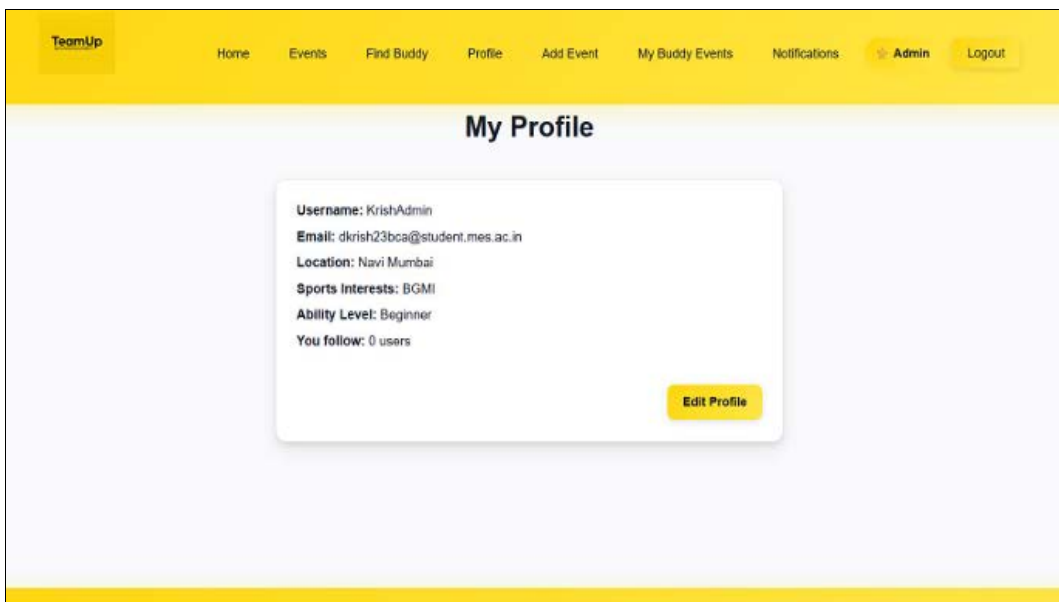 TeamUp
Home Events Find Buddy Profile Add Event My Buddy Events Notifications Admin Logout
My Profile
Username: KrishAdmin
Email: dkrish23bca@student.mes.ac.in
Location: Navi Mumbai
Sports Interests: BGMI
Ability Level: Beginner
You follow: 0 users
Edit Profile